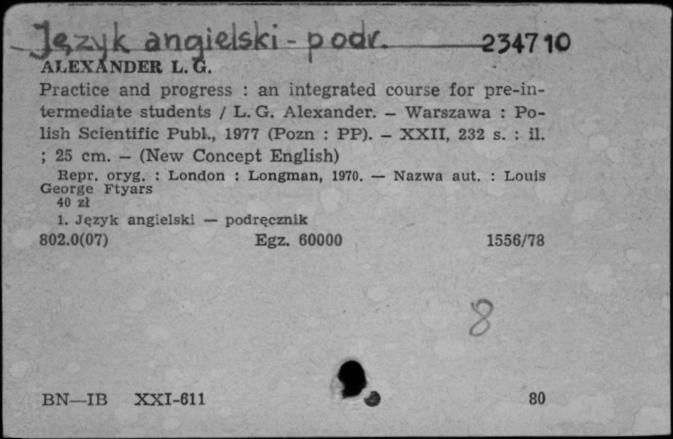 Język angielski - podr. 234710
ALEXANDER L. G.
Practice and progress : an integrated course for pre-in-
termediate students / L. G. Alexander. — Warszawa : Po-
lish Scientific Publ., 1977 (Pozn : PP). — XXII, 232 s. : il.
; 25 cm. — (New Concept English)
Repr. oryg. : London : Longman, 1970. — Nazwa aut. : Louis
George Ftyars
40 zł
1. Język angielski — podręcznik
802.0(07) Egz. 60000 1556/78
8
BN—IB XXI-611 80